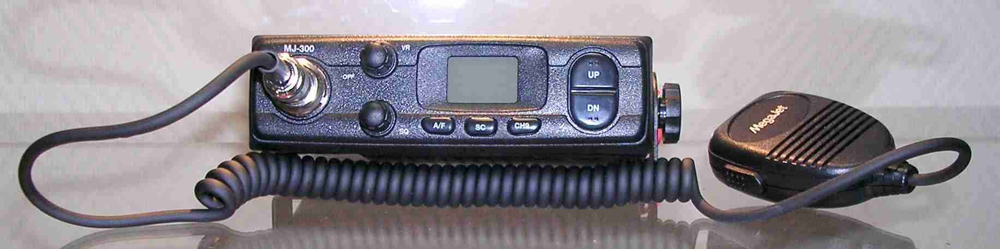 MJ-300
VR
OFF
SQ
A/F
SC
CH9
UP
DN
MegaJet